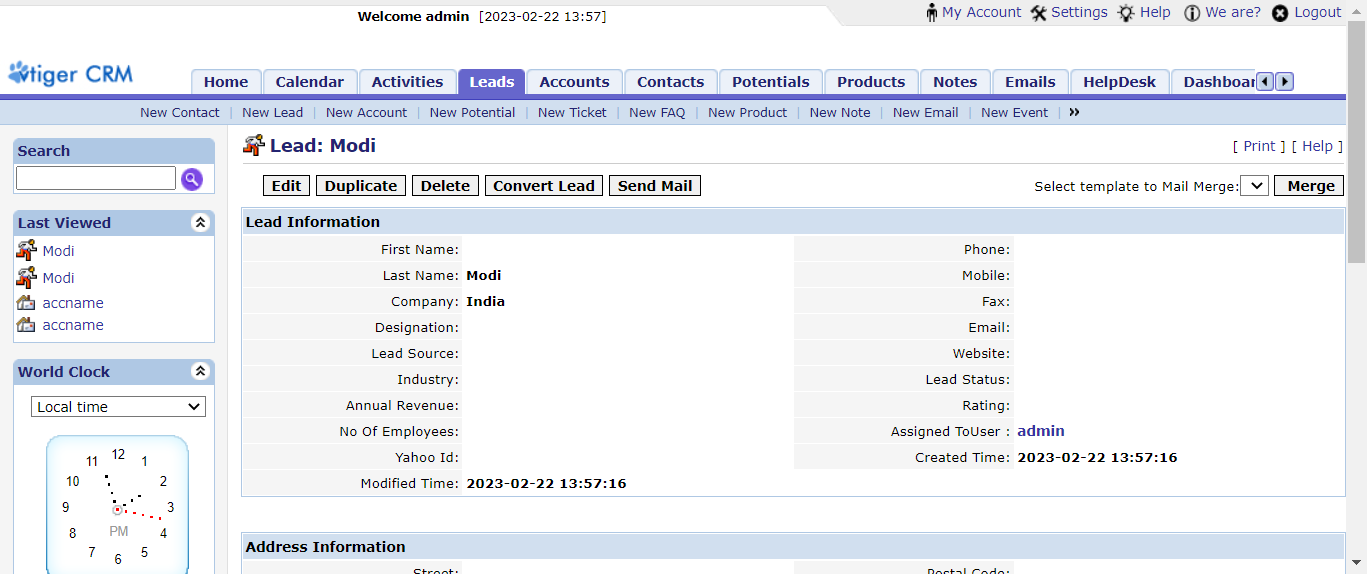 Welcome admin [2023-02-22 13:57]
My Account Settings Help We are? Logout
vtiger CRM
Home Calendar Activities Leads Accounts Contacts Potentials Products Notes Emails HelpDesk Dashboar
New Contact | New Lead | New Account | New Potential | New Ticket | New FAQ | New Product | New Note | New Email | New Event | »
Search
Last Viewed
Modi
Modi
accname
accname
World Clock
Local time
12
11 1
10 2
9 3
PM
8 4
7 5
6
Lead: Modi
[ Print ] [ Help ]
Edit Duplicate Delete Convert Lead Send Mail
Select template to Mail Merge: Merge
Lead Information
First Name: Phone:
Last Name: Modi Mobile:
Company: India Fax:
Designation: Email:
Lead Source: Website:
Industry: Lead Status:
Annual Revenue: Rating:
No Of Employees: Assigned ToUser : admin
Yahoo Id: Created Time: 2023-02-22 13:57:16
Modified Time: 2023-02-22 13:57:16
Address Information
Street: Postal Code: